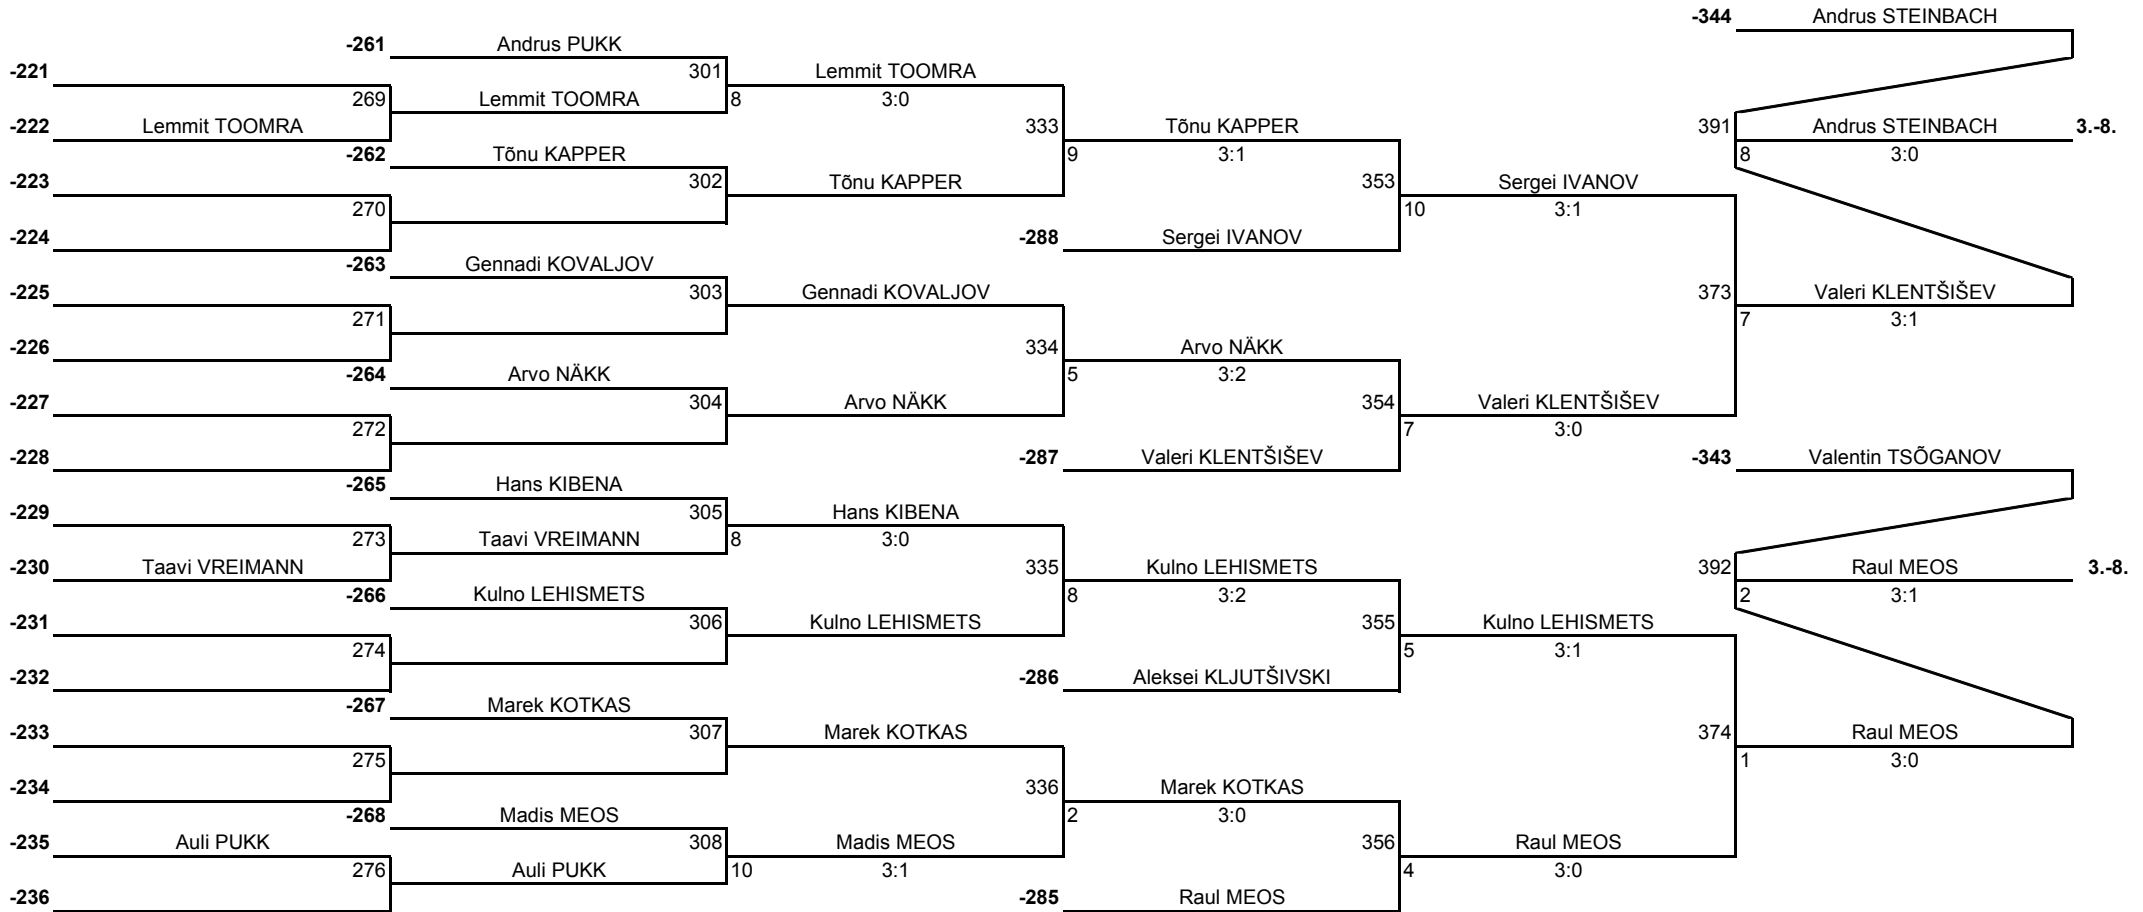 -344 Andrus STEINBACH
-261 Andrus PUKK
-221 301 Lemmit TOOMRA
269 Lemmit TOOMRA 8 3:0
-222 Lemmit TOOMRA 333 Tõnu KAPPER 391 Andrus STEINBACH 3.-8.
-262 Tõnu KAPPER 9 3:1 8 3:0
-223 302 Tõnu KAPPER 353 Sergei IVANOV
270 10 3:1
-224 -288 Sergei IVANOV
-263 Gennadi KOVALJOV
-225 303 Gennadi KOVALJOV 373 Valeri KLENTŠIŠEV
271 7 3:1
-226 334 Arvo NÄKK
-264 Arvo NÄKK 5 3:2
-227 304 Arvo NÄKK 354 Valeri KLENTŠIŠEV
272 7 3:0
-228 -287 Valeri KLENTŠIŠEV -343 Valentin TSÕGANOV
-265 Hans KIBENA
-229 305 Hans KIBENA
273 Taavi VREIMANN 8 3:0
-230 Taavi VREIMANN 335 Kulno LEHISMETS 392 Raul MEOS 3.-8.
-266 Kulno LEHISMETS 8 3:2 2 3:1
-231 306 Kulno LEHISMETS 355 Kulno LEHISMETS
274 5 3:1
-232 -286 Aleksei KLJUTŠIVSKI
-267 Marek KOTKAS
-233 307 Marek KOTKAS 374 Raul MEOS
275 1 3:0
-234 336 Marek KOTKAS
-268 Madis MEOS 2 3:0
-235 Auli PUKK 308 Madis MEOS 356 Raul MEOS
276 Auli PUKK 10 3:1 4 3:0
-236 -285 Raul MEOS